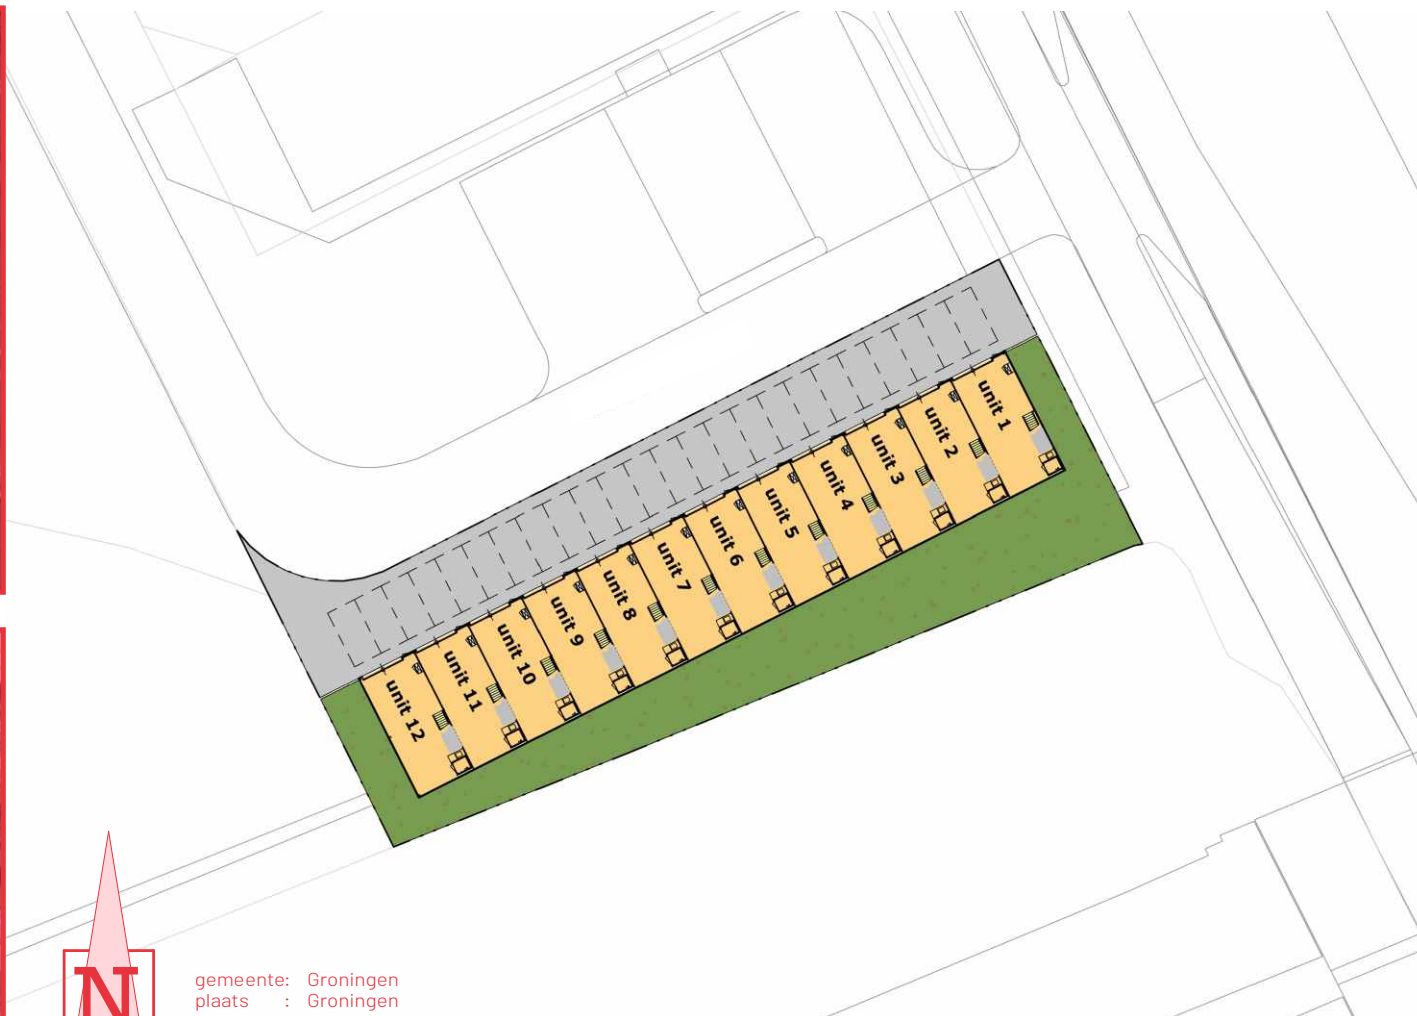 unit 1
unit 2
unit 3
unit 4
unit 5
unit 6
unit 7
unit 8
unit 9
unit 10
unit 11
unit 12
N
gemeente: Groningen
plaats : Groningen